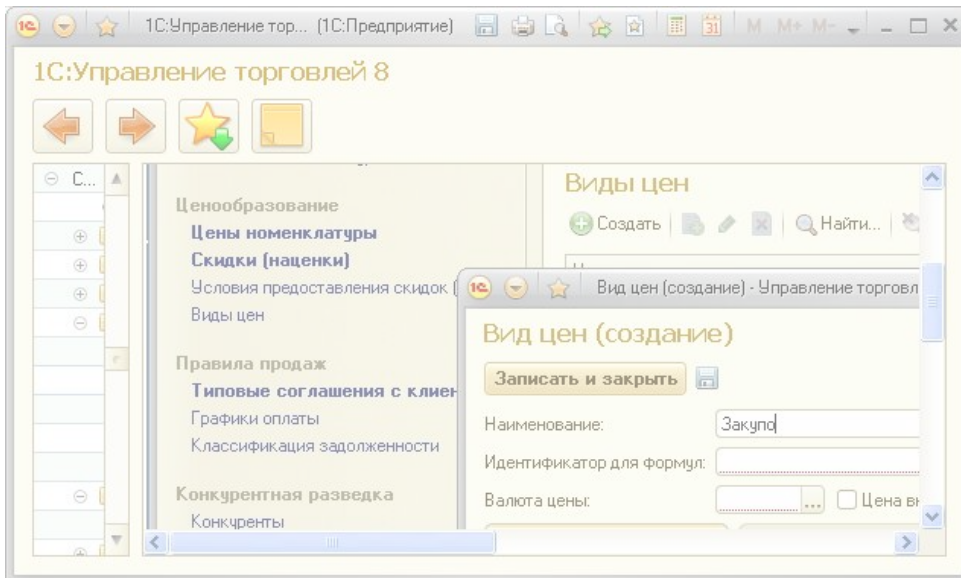 1С:Управление тор... (1С:Предприятие)
31 M M+ M-
1С:Управление торговлей 8
С...
Ценообразование
Цены номенклатуры
Скидки (наценки)
Условия предоставления скидок (
Виды цен
Правила продаж
Типовые соглашения с клиен
Графики оплаты
Классификация задолженности
Конкурентная разведка
Конкуренты
Виды цен
Создать Найти...
Вид цен (создание) - Управление торговл
Вид цен (создание)
Записать и закрыть
Наименование: Закупо
Идентификатор для формул:
Валюта цены: ... Цена вк